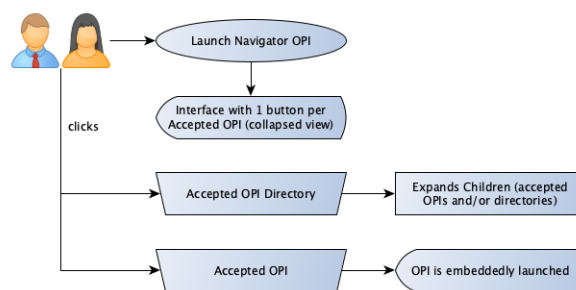 Launch Navigator OPI
Interface with 1 button per
Accepted OPI (collapsed view)
clicks
Accepted OPI Directory
Expands Children (accepted
OPIs and/or directories)
Accepted OPI
OPI is embeddedly launched